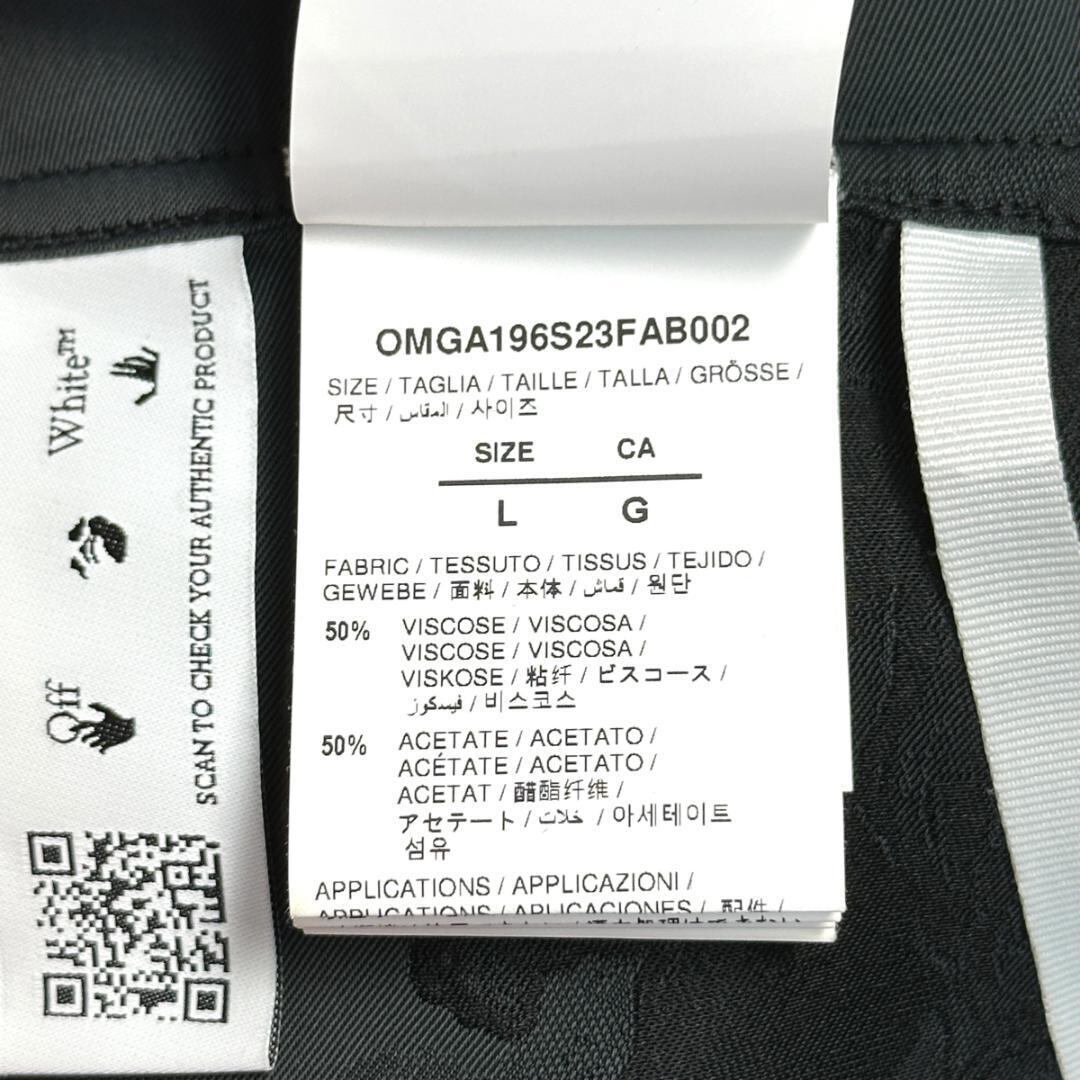 OMGA196S23FAB002
SIZE / TAGLIA / TAILLE / TALLA / GRÖSSE /
尺寸 / المقاس / 사이즈
SIZE CA
L G
FABRIC / TESSUTO / TISSUS / TEJIDO /
GEWEBE / 面料 / 本体 / قماش / 원단
50% VISCOSE / VISCOSA /
VISCOSE / VISCOSA /
VISKOSE / 粘纤 / ビスコース /
فيسكوز / 비스코스
50% ACETATE / ACETATO /
ACÉTATE / ACETATO /
ACETAT / 醋酯纤维 /
アセテート / خلات / 아세테이트
섬유
APPLICATIONS / APPLICAZIONI /
APPLICATIONS / APLICACIONES / 配件 /
Off White™
SCAN TO CHECK YOUR AUTHENTIC PRODUCT